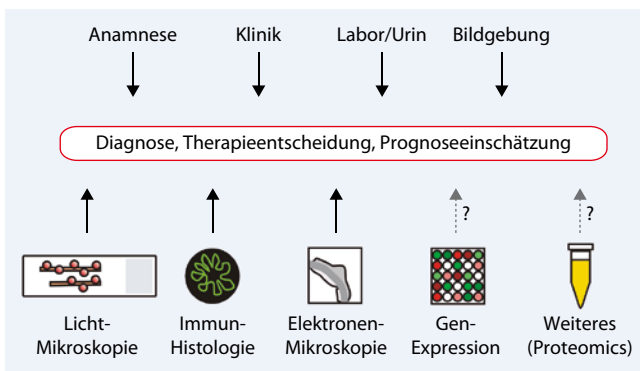 Anamnese Klinik Labor/Urin Bildgebung
Diagnose, Therapieentscheidung, Prognoseeinschätzung
? ?
Licht- Immun- Elektronen- Gen- Weiteres
Mikroskopie Histologie Mikroskopie Expression (Proteomics)